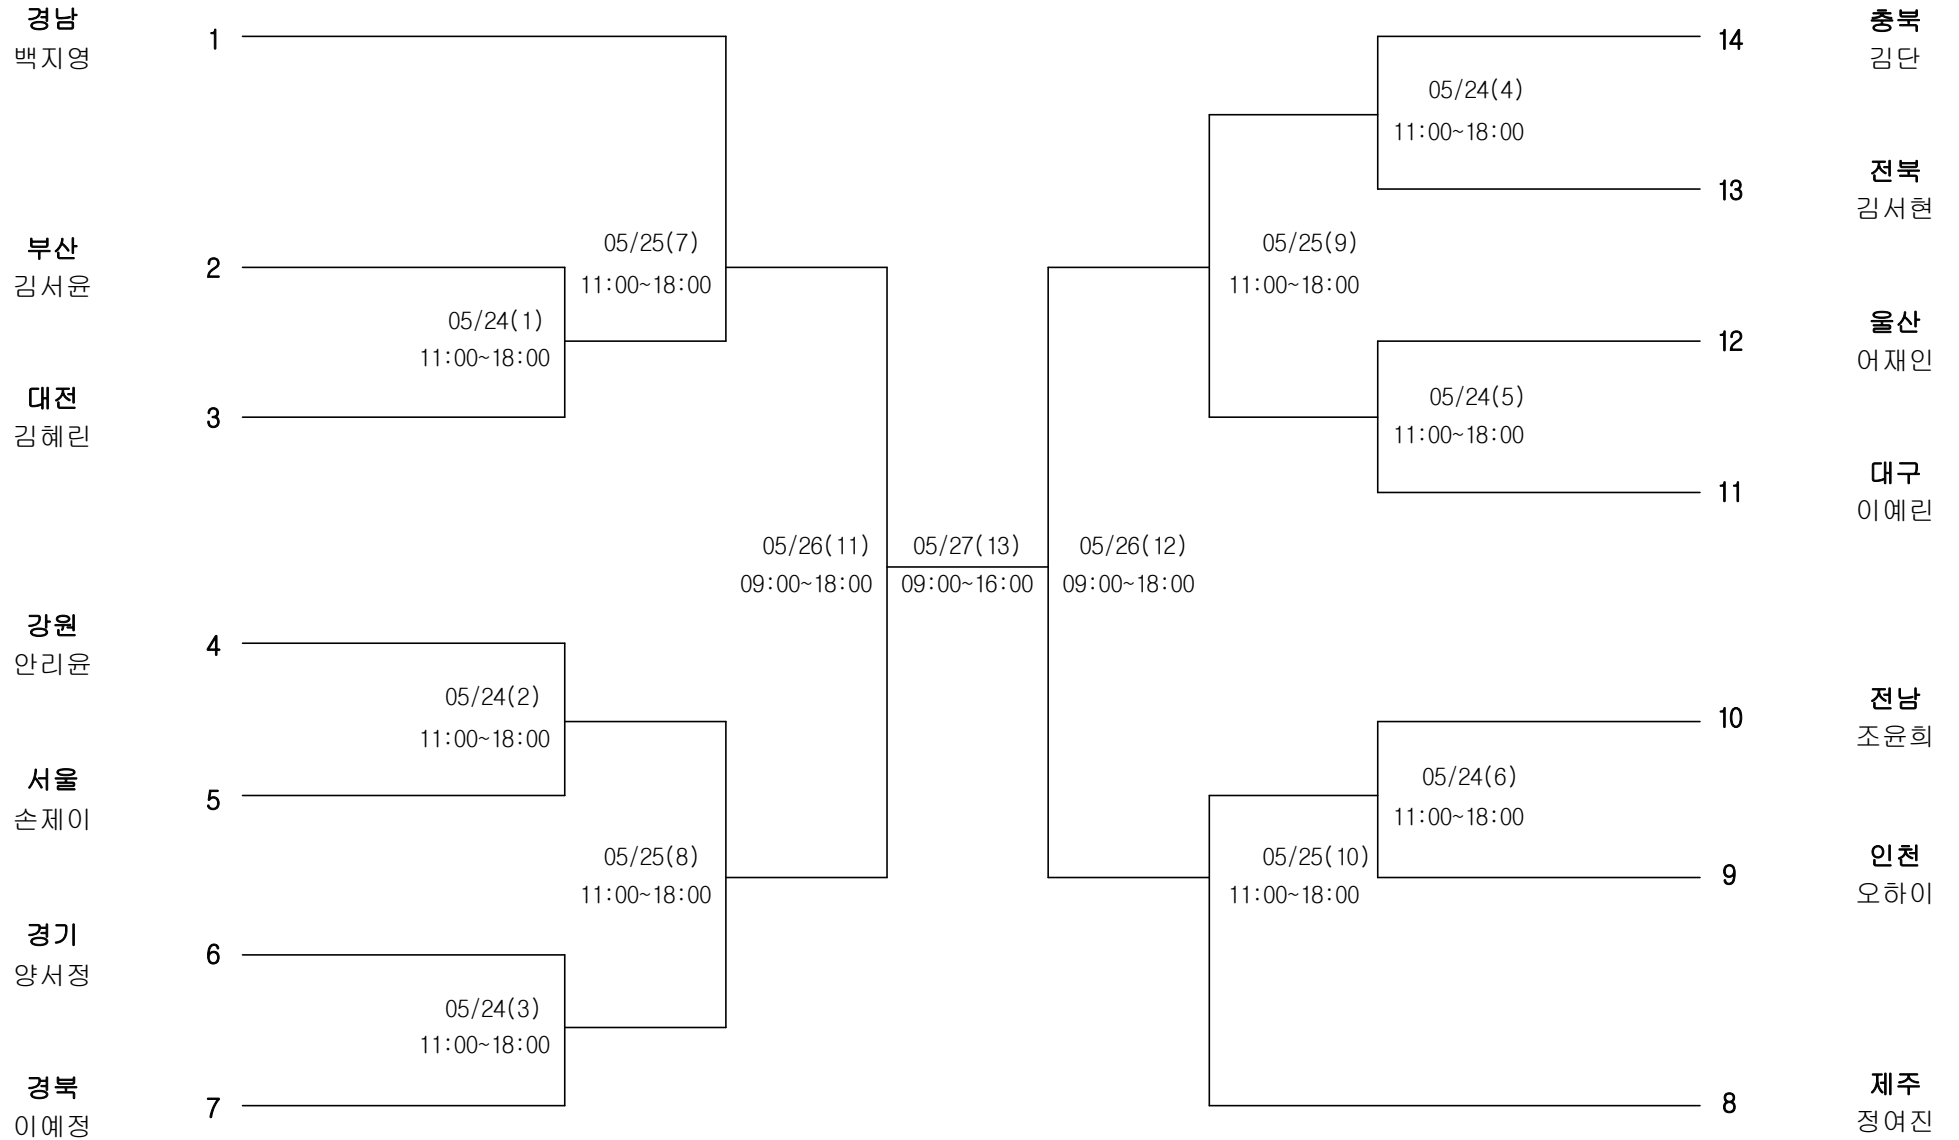 경남
백지영
1
부산
김서윤
2
05/25(7)
11:00~18:00
05/24(1)
11:00~18:00
대전
김혜린
3
강원
안리윤
4
05/24(2)
11:00~18:00
서울
손제이
5
05/25(8)
11:00~18:00
경기
양서정
6
05/24(3)
11:00~18:00
경북
이예정
7
05/26(11)
09:00~18:00
05/27(13)
09:00~16:00
05/26(12)
09:00~18:00
14
충북
김단
05/24(4)
11:00~18:00
13
전북
김서현
05/25(9)
11:00~18:00
12
울산
어재인
05/24(5)
11:00~18:00
11
대구
이예린
10
전남
조윤희
05/24(6)
11:00~18:00
05/25(10)
11:00~18:00
9
인천
오하이
8
제주
정여진